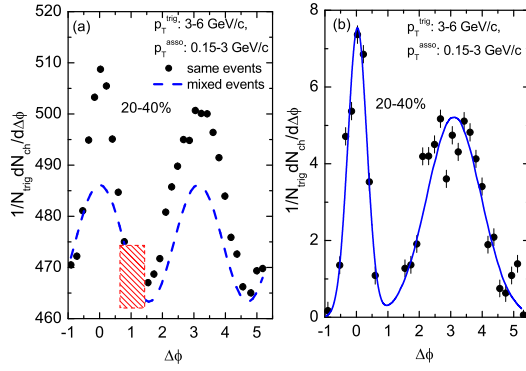 (a)
p_T^trig: 3-6 GeV/c,
p_T^asso: 0.15-3 GeV/c
same events
mixed events
20-40%
1/N_trig dN_ch/dΔϕ
520
510
500
490
480
470
460
-1 0 1 2 3 4 5
Δϕ
(b)
p_T^trig: 3-6 GeV/c,
p_T^asso: 0.15-3 GeV/c
20-40%
1/N_trig dN_ch/dΔϕ
8
6
4
2
0
-1 0 1 2 3 4 5
Δϕ